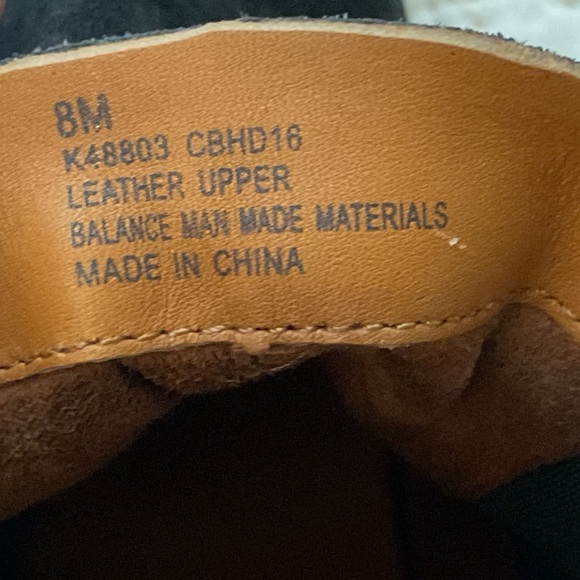 8M
K48803 CBHD16
LEATHER UPPER
BALANCE MAN MADE MATERIALS
MADE IN CHINA